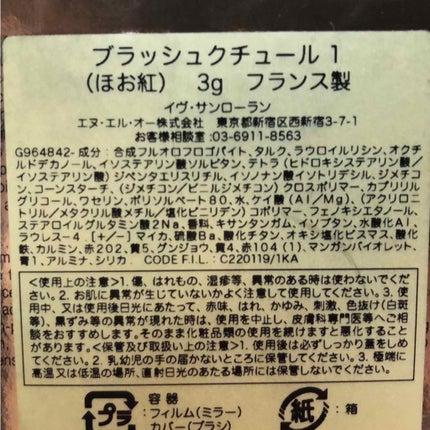 ブラッシュクチュール 1
(ほお紅) 3g フランス製
イヴ・サンローラン
エヌ・エル・オー株式会社 東京都新宿区西新宿3-7-1
お客様相談室:03-6911-8563
G964842-成分:合成フルオロフロゴパイト、タルク、ラウロイルリシン、オクチ
ルドデカノール、イソステアリン酸ソルビタン、テトラ(ヒドロキシステアリン酸/
イソステアリン酸)ジペンタエリスリチル、イソノナン酸イソトリデシル、ジメチコ
ン、コーンスターチ、(ジメチコン/ビニルジメチコン)クロスポリマー、カプリリル
グリコール、ワセリン、ポリソルベート80、水、ケイ酸(Al/Mg)、(アクリロニ
トリル/メタクリル酸メチル/塩化ビニリデン)コポリマー、フェノキシエタノール、
ステアロイルグルタミン酸2Na、香料、キサンタンガム、イソブタン、水酸化Al、
ラウレス-4 [+/-]マイカ、硫酸Ba、酸化チタン、オキシ塩化ビスマス、酸化
鉄、カルミン、赤202、黄5、グンジョウ、黄4、赤104(1)、マンガンバイオレット、
青1、アルミナ、シリカ CODE F.I.L.: C220119/1KA
<使用上の注意>1.傷、はれもの、湿疹等、異常のある時は使わない
でください。2.お肌に異常が生じていないかよく注意して使用してください。3.使
用中、又は使用後日光にあたって、赤味、はれ、かゆみ、刺激、色抜け(白斑
等)、黒ずみ等の異常が現れた時は、使用を中止し、皮膚科専門医等へご相
談をおすすめします。そのまま化粧品類の使用を続けますと悪化すること
があります。<保管及び取扱い上の注意>1.使用後は必ずしっかり蓋をしめ
てください。2.乳幼児の手の届かないところに保管してください。3.極端に
高温又は低温の場所、直射日光のあたる場所には保管しないでください。
プラ
容器
:フィルム(ミラー)
カバー(ブラシ)
紙
:箱